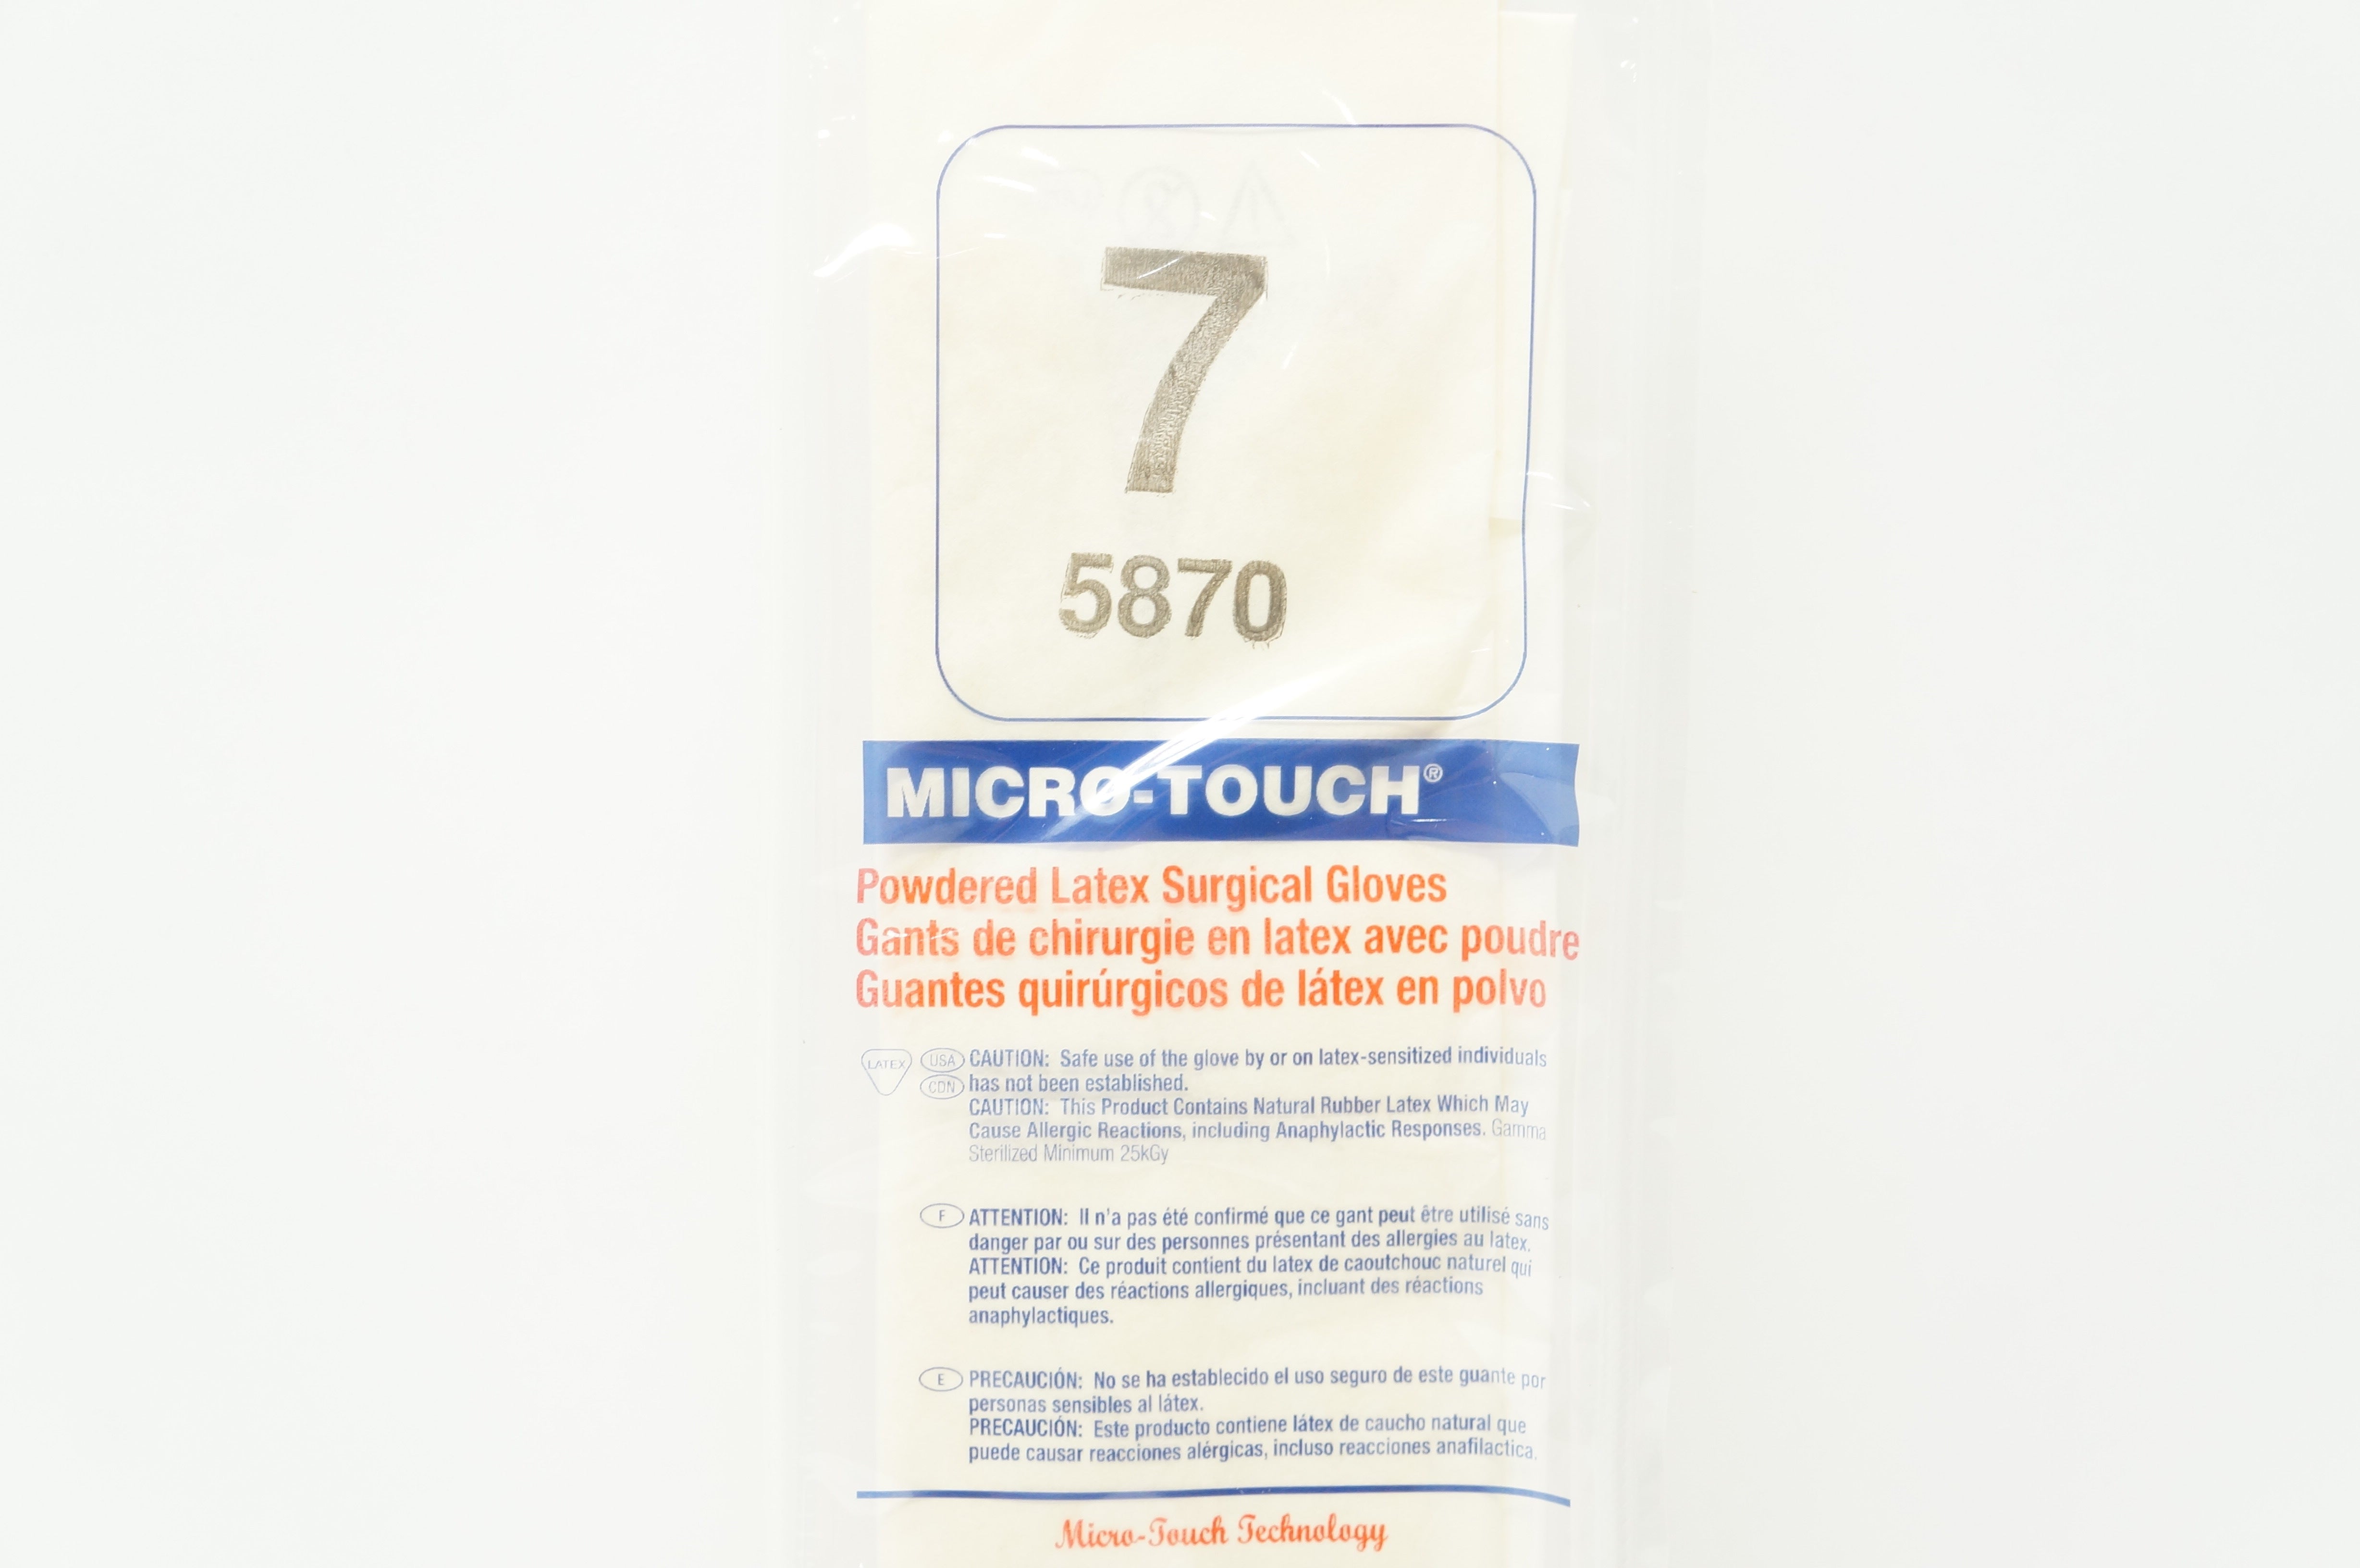 7
5870
MICRO-TOUCH®
Powdered Latex Surgical Gloves
Gants de chirurgie en latex avec poudre
Guantes quirúrgicos de látex en polvo
LATEX USA CAUTION: Safe use of the glove by or on latex-sensitized individuals
CDN has not been established.
CAUTION: This Product Contains Natural Rubber Latex Which May
Cause Allergic Reactions, including Anaphylactic Responses. Gamma
Sterilized Minimum 25kGy
F ATTENTION: Il n'a pas été confirmé que ce gant peut être utilisé sans
danger par ou sur des personnes présentant des allergies au latex.
ATTENTION: Ce produit contient du latex de caoutchouc naturel qui
peut causer des réactions allergiques, incluant des réactions
anaphylactiques.
E PRECAUCIÓN: No se ha establecido el uso seguro de este guante por
personas sensibles al látex.
PRECAUCIÓN: Este producto contiene látex de caucho natural que
puede causar reacciones alérgicas, incluso reacciones anafilactica.
Micro-Touch Technology